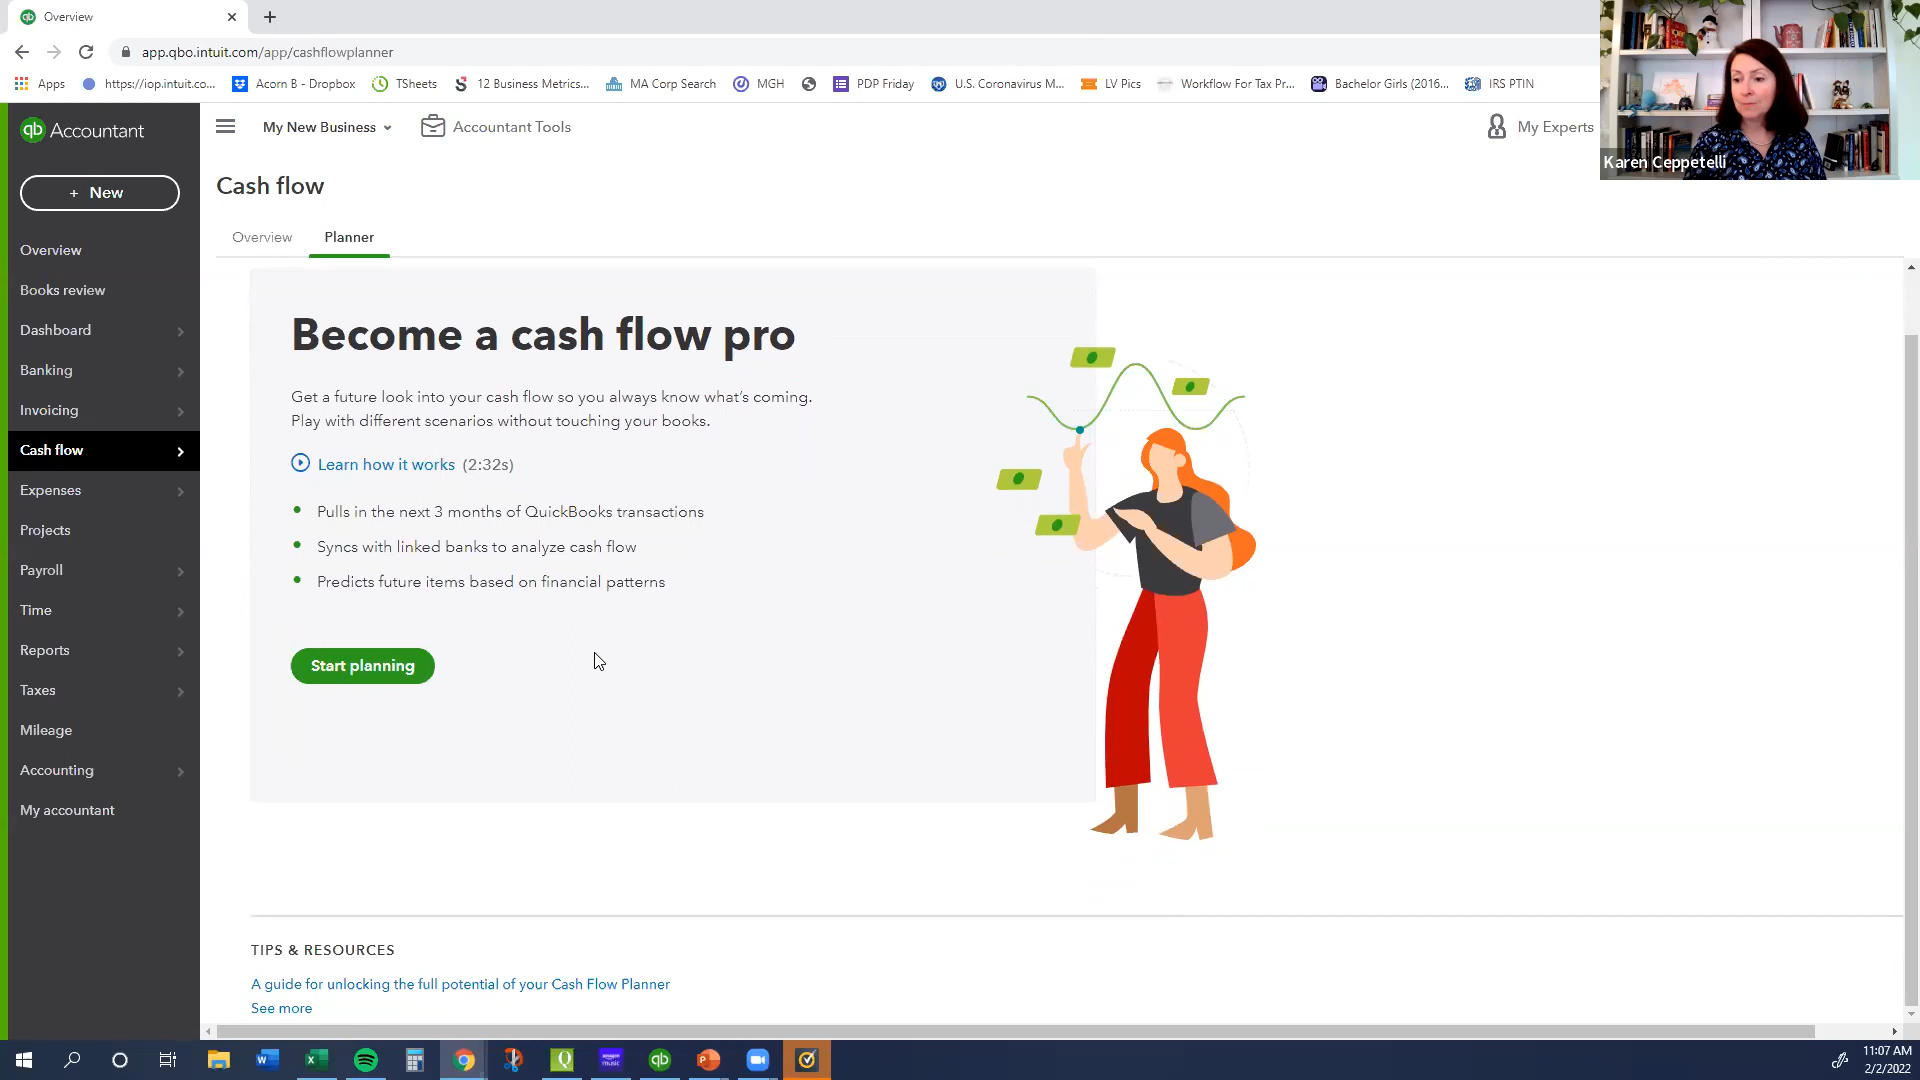 Overview
app.qbo.intuit.com/app/cashflowplanner
Apps
https://iop.intuit.co...
Acorn B - Dropbox
TSheets
12 Business Metrics...
MA Corp Search
MGH
PDP Friday
U.S. Coronavirus M...
LV Pics
Workflow For Tax Pr...
Bachelor Girls (2016...
IRS PTIN
Karen Ceppetelli
qb Accountant
My New Business
Accountant Tools
My Experts
+ New
Cash flow
Overview
Planner
Overview
Books review
Dashboard
Banking
Invoicing
Cash flow
Expenses
Projects
Payroll
Time
Reports
Taxes
Mileage
Accounting
My accountant
Become a cash flow pro
Get a future look into your cash flow so you always know what's coming.
Play with different scenarios without touching your books.
Learn how it works (2:32s)
Pulls in the next 3 months of QuickBooks transactions
Syncs with linked banks to analyze cash flow
Predicts future items based on financial patterns
Start planning
TIPS & RESOURCES
A guide for unlocking the full potential of your Cash Flow Planner
See more
11:07 AM
2/2/2022